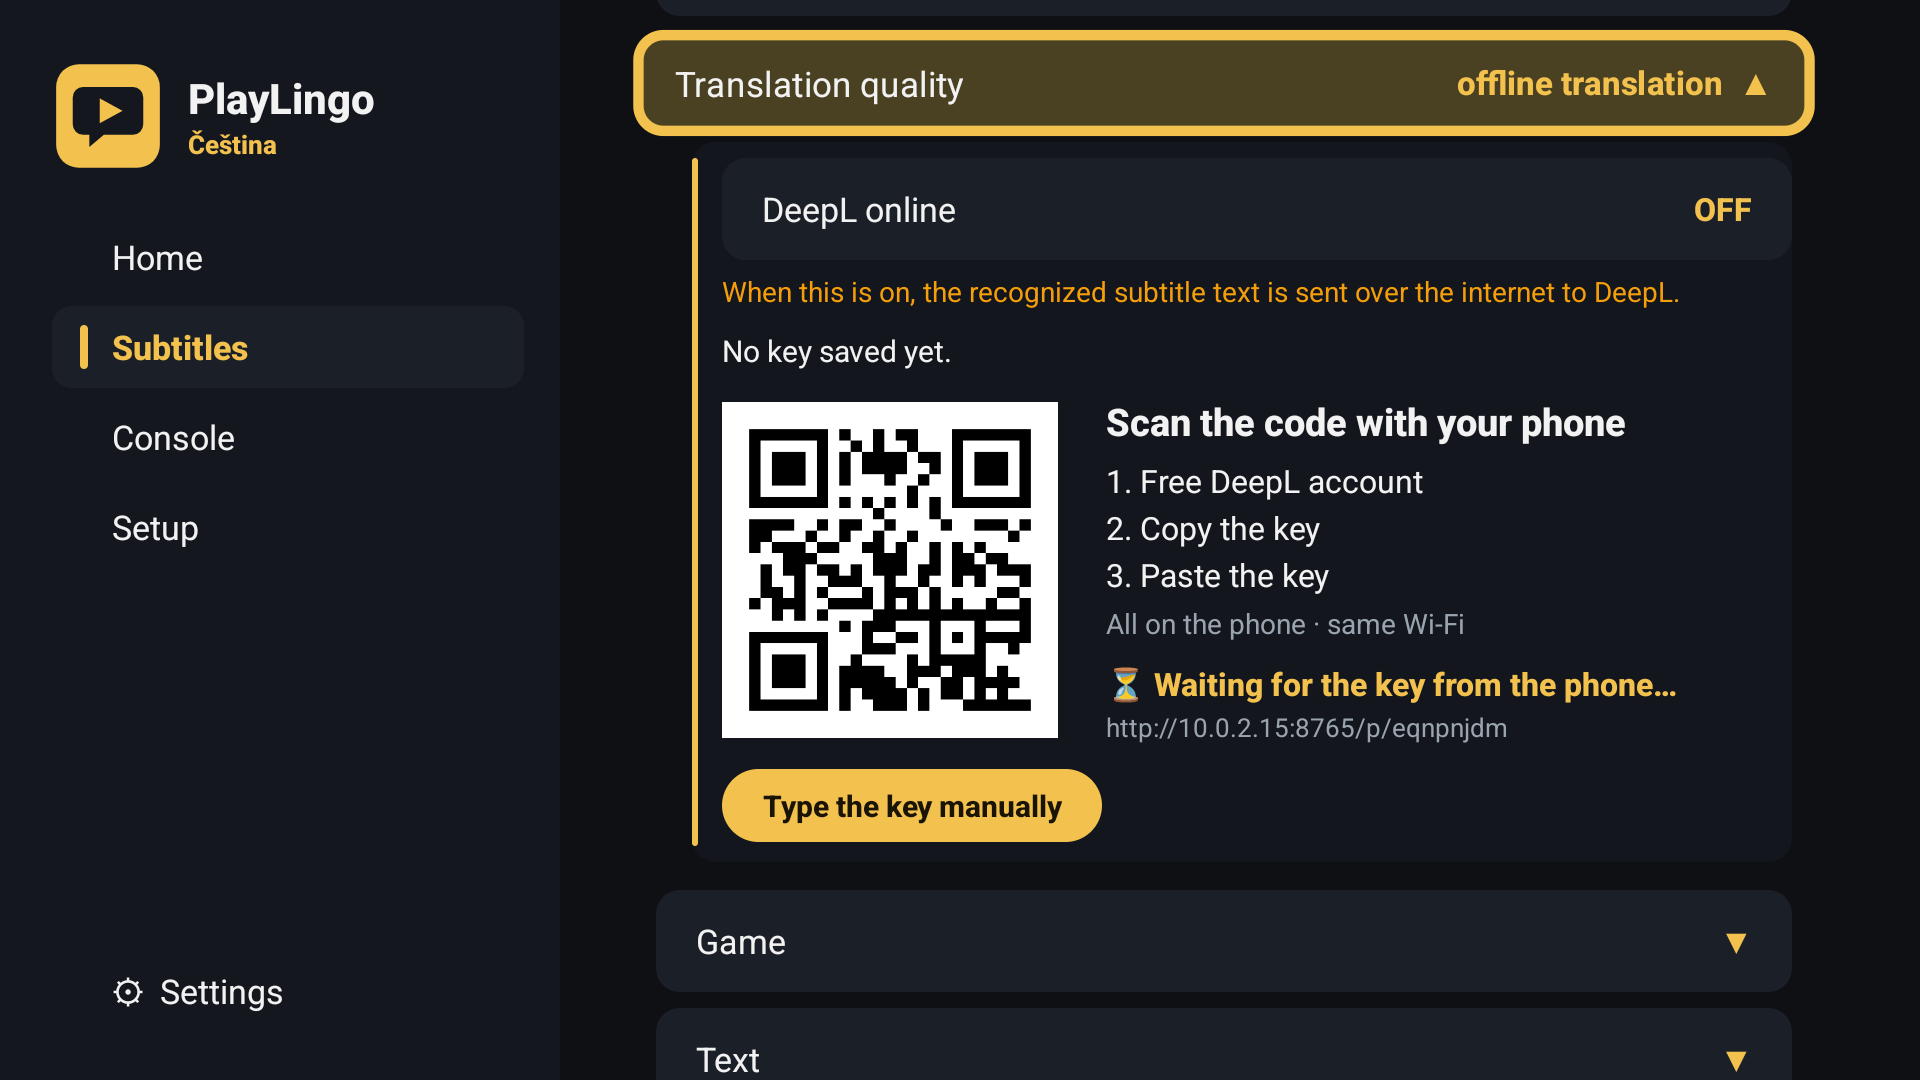 PlayLingo
Čeština
Home
Subtitles
Console
Setup
Settings
Translation quality
offline translation ▲
DeepL online
OFF
When this is on, the recognized subtitle text is sent over the internet to DeepL.
No key saved yet.
Scan the code with your phone
1. Free DeepL account
2. Copy the key
3. Paste the key
All on the phone · same Wi-Fi
⏳ Waiting for the key from the phone…
http://10.0.2.15:8765/p/eqnpnjdm
Type the key manually
Game ▼
Text ▼